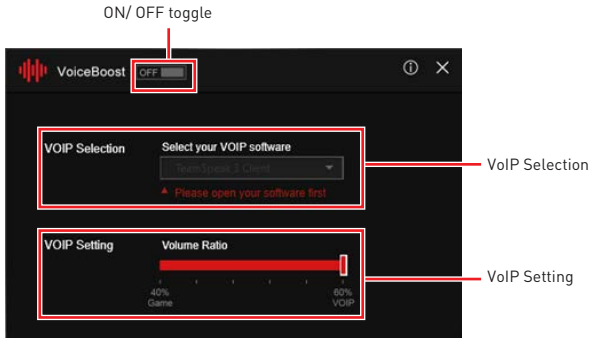 ON/ OFF toggle
VoiceBoost OFF
VOIP Selection
Select your VOIP software
TeamSpeak 3 Client
Please open your software first
VoIP Selection
VOIP Setting
Volume Ratio
40% 60%
Game VOIP
VoIP Setting